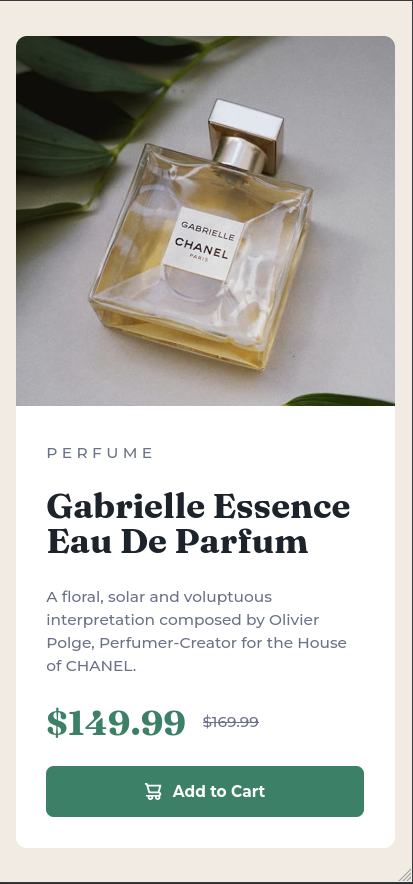 GABRIELLE
CHANEL
PARIS
PERFUME
Gabrielle Essence
Eau De Parfum
A floral, solar and voluptuous
interpretation composed by Olivier
Polge, Perfumer-Creator for the House
of CHANEL.
$149.99 $169.99
Add to Cart